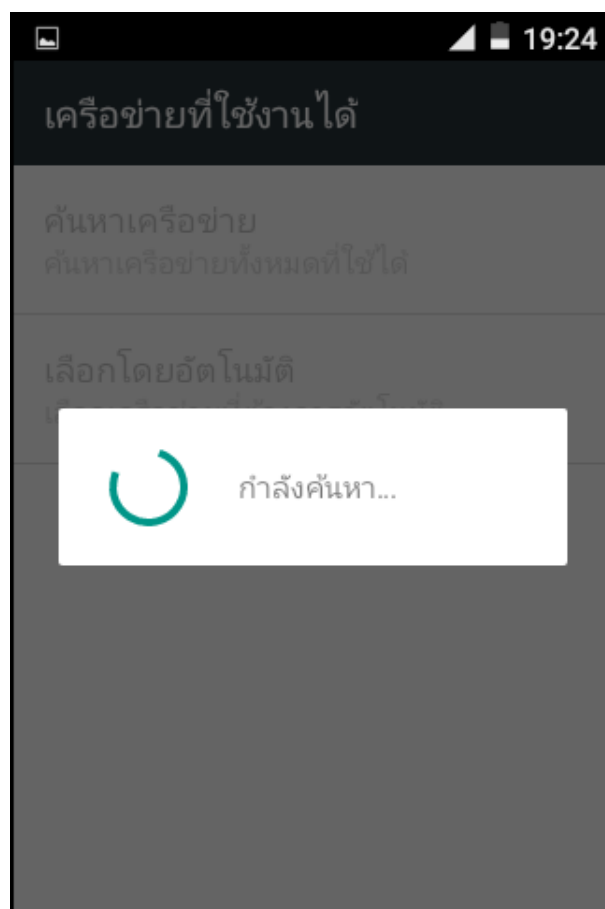 19:24
เครือข่ายที่ใช้งานได้
ค้นหาเครือข่าย
ค้นหาเครือข่ายทั้งหมดที่ใช้ได้
เลือกโดยอัตโนมัติ
กำลังค้นหา...